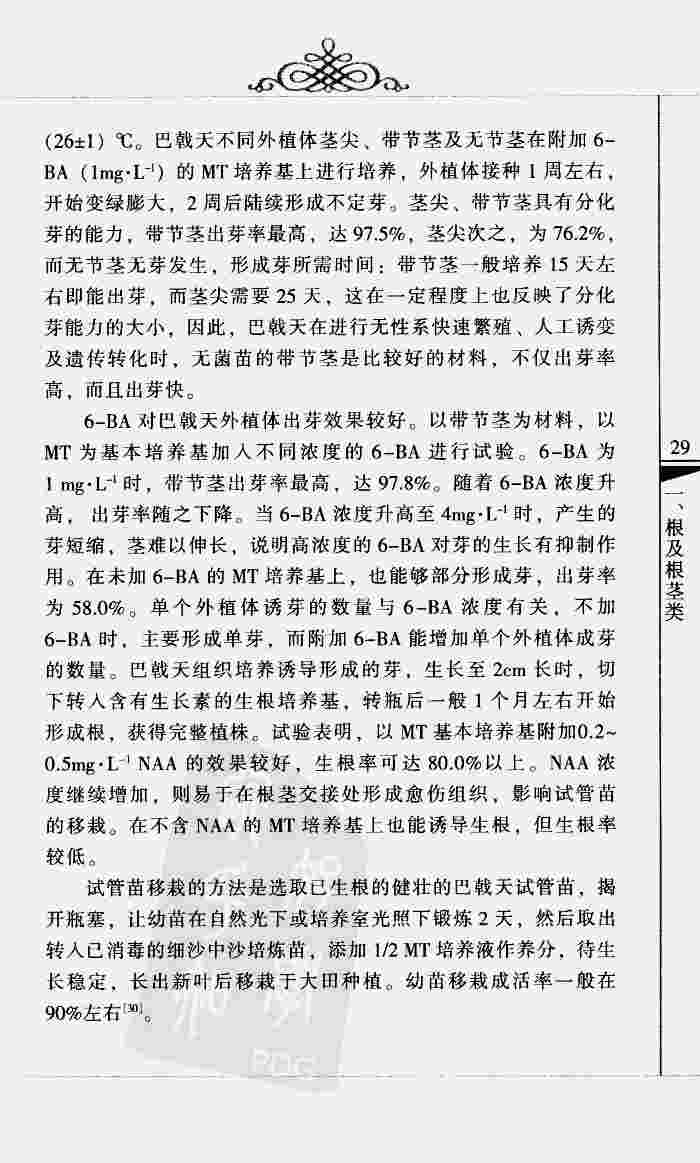 (26±1) ℃。巴戟天不同外植体茎尖、带节茎及无节茎在附加 6-
BA (1mg·L⁻¹) 的 MT 培养基上进行培养，外植体接种 1 周左右，
开始变绿膨大，2 周后陆续形成不定芽。茎尖、带节茎具有分化
芽的能力，带节茎出芽率最高，达 97.5%，茎尖次之，为 76.2%，
而无节茎无芽发生，形成芽所需时间：带节茎一般培养 15 天左
右即能出芽，而茎尖需要 25 天，这在一定程度上也反映了分化
芽能力的大小，因此，巴戟天在进行无性系快速繁殖、人工诱变
及遗传转化时，无菌苗的带节茎是比较好的材料，不仅出芽率
高，而且出芽快。
6-BA 对巴戟天外植体出芽效果较好。以带节茎为材料，以
MT 为基本培养基加入不同浓度的 6-BA 进行试验。6-BA 为
1 mg·L⁻¹ 时，带节茎出芽率最高，达 97.8%。随着 6-BA 浓度升
高， 出芽率随之下降。当 6-BA 浓度升高至 4mg·L⁻¹ 时，产生的
芽短缩，茎难以伸长，说明高浓度的 6-BA 对芽的生长有抑制作
用。在未加 6-BA 的 MT 培养基上，也能够部分形成芽，出芽率
为 58.0%。单个外植体诱芽的数量与 6-BA 浓度有关，不加
6-BA 时，主要形成单芽，而附加 6-BA 能增加单个外植体成芽
的数量。巴戟天组织培养诱导形成的芽，生长至 2cm 长时，切
下转入含有生长素的生根培养基，转瓶后一般 1 个月左右开始
形成根，获得完整植株。试验表明，以 MT 基本培养基附加0.2~
0.5mg·L⁻¹ NAA 的效果较好，生根率可达 80.0%以上。NAA 浓
度继续增加，则易于在根茎交接处形成愈伤组织，影响试管苗
的移栽。在不含 NAA 的 MT 培养基上也能诱导生根，但生根率
较低。
试管苗移栽的方法是选取已生根的健壮的巴戟天试管苗，揭
开瓶塞，让幼苗在自然光下或培养室光照下锻炼 2 天，然后取出
转入已消毒的细沙中沙培炼苗，添加 1/2 MT 培养液作养分，待生
长稳定，长出新叶后移栽于大田种植。幼苗移栽成活率一般在
90%左右[30]。
29
一、根及根茎类
PDG